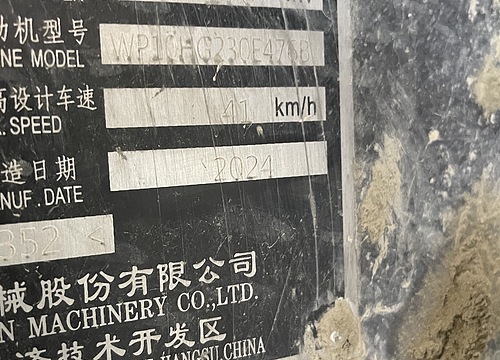 动机型号 WP10HG230E476B
NE MODEL
高设计车速 41 km/h
. SPEED
造日期 2024
NUF. DATE
352 <
械股份有限公司
N MACHINERY CO.,LTD.
济技术开发区
JIANGSU,CHINA